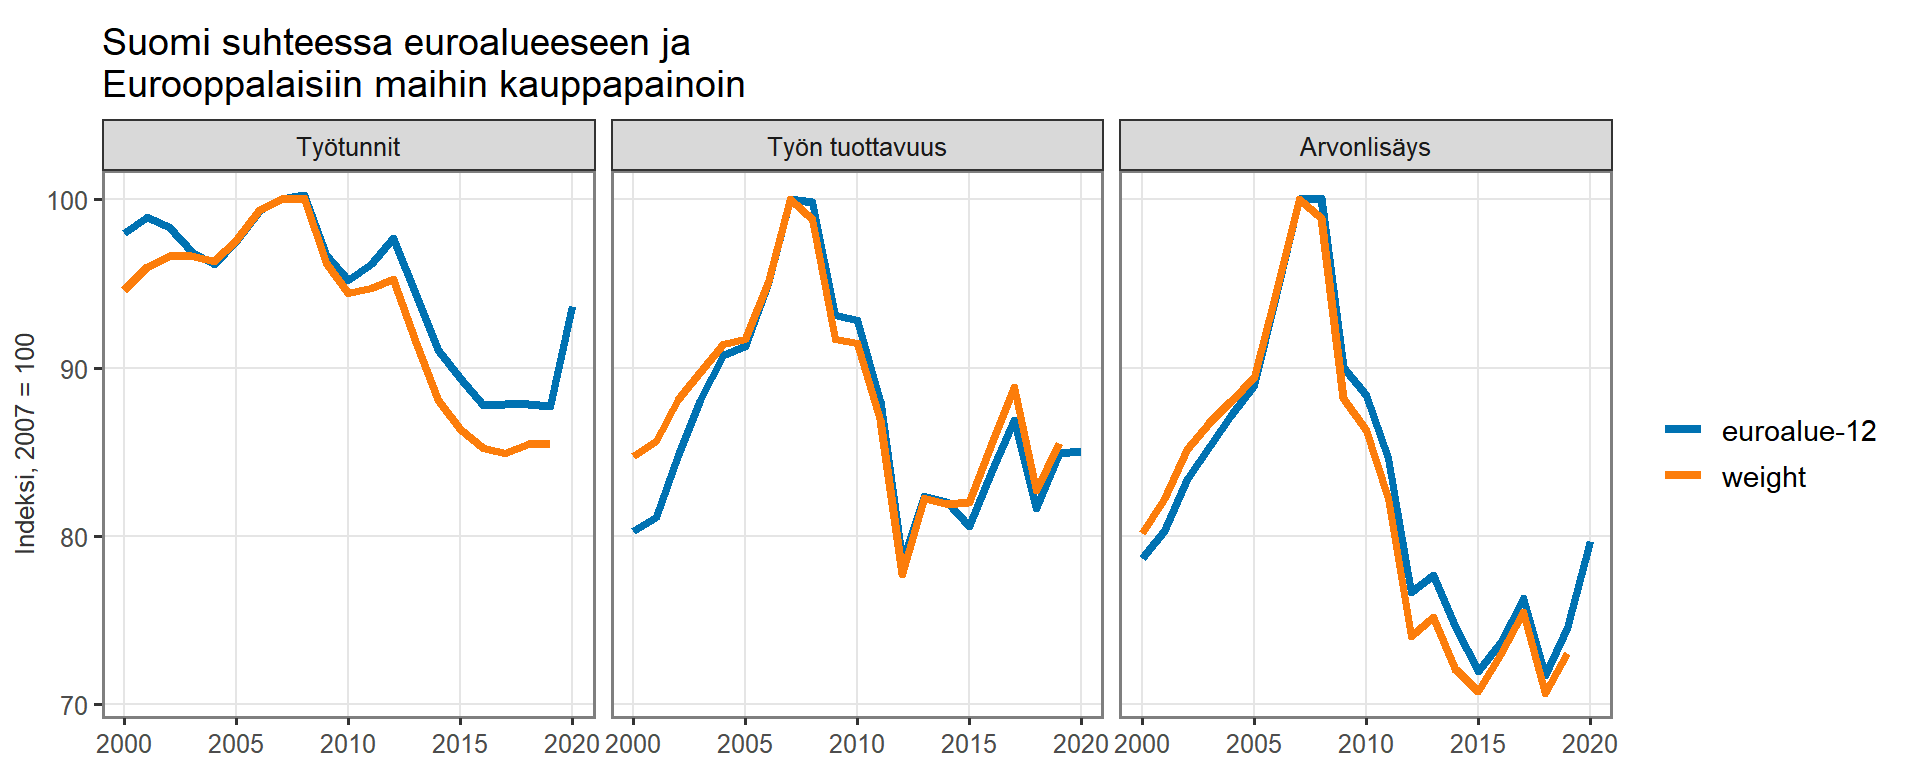 Suomi suhteessa euroalueeseen ja
Eurooppalaisiin maihin kauppapainoin
Työtunnit
Työn tuottavuus
Arvonlisäys
Indeksi, 2007 = 100
100
90
80
70
2000 2005 2010 2015 2020
2000 2005 2010 2015 2020
2000 2005 2010 2015 2020
euroalue-12
weight